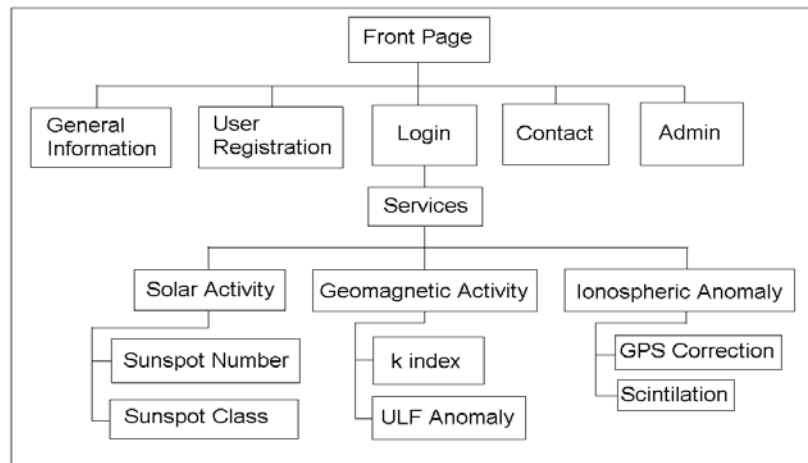 Front Page
General
Information
User
Registration
Login
Contact
Admin
Services
Solar Activity
Geomagnetic Activity
Ionospheric Anomaly
Sunspot Number
k index
GPS Correction
Sunspot Class
ULF Anomaly
Scintilation